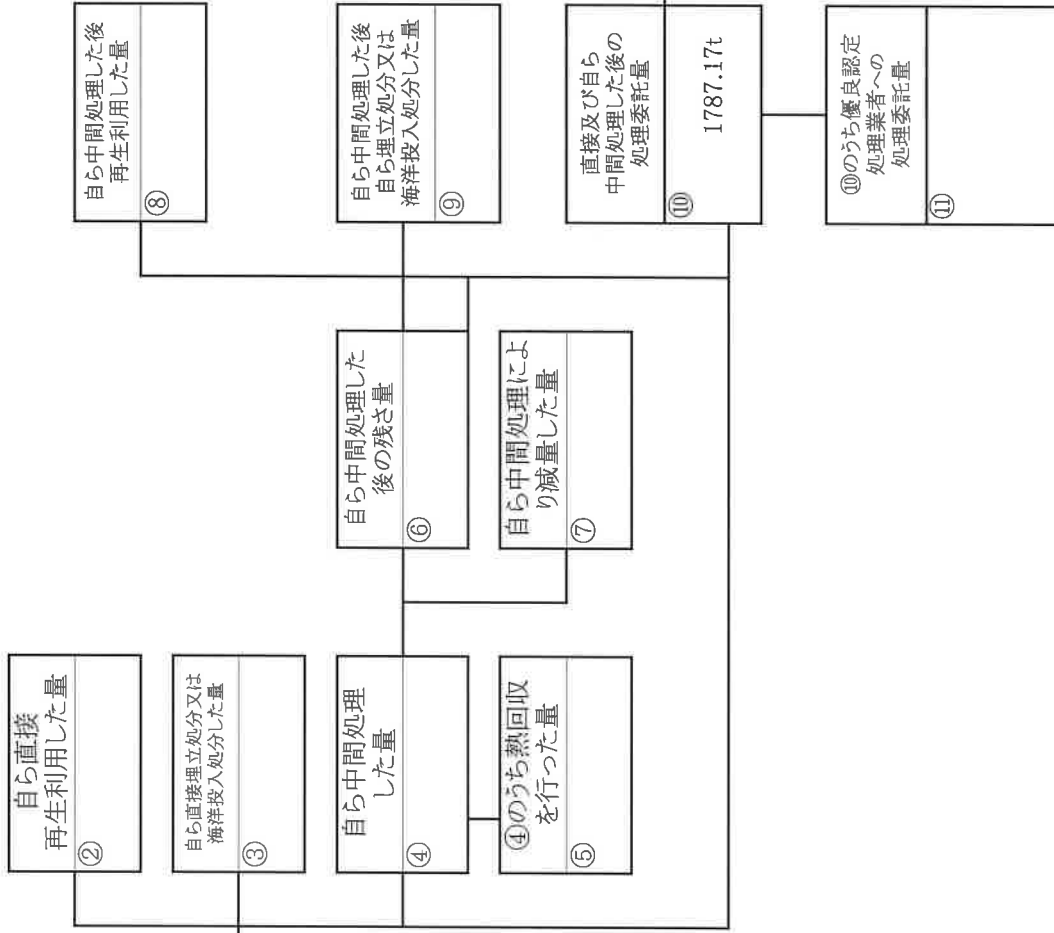 自ら直接
再生利用した量
②
自ら直接埋立処分又は
海洋投入処分した量
③
自ら中間処理
した量
④
④のうち熱回収
を行った量
⑤
自ら中間処理した
後の残さ量
⑥
自ら中間処理によ
り減量した量
⑦
自ら中間処理した後
再生利用した量
⑧
自ら中間処理した後
自ら埋立処分又は
海洋投入処分した量
⑨
直接及び自ら
中間処理した後の
処理委託量
⑩
1787.17t
⑩のうち優良認定
処理業者への
処理委託量
⑪